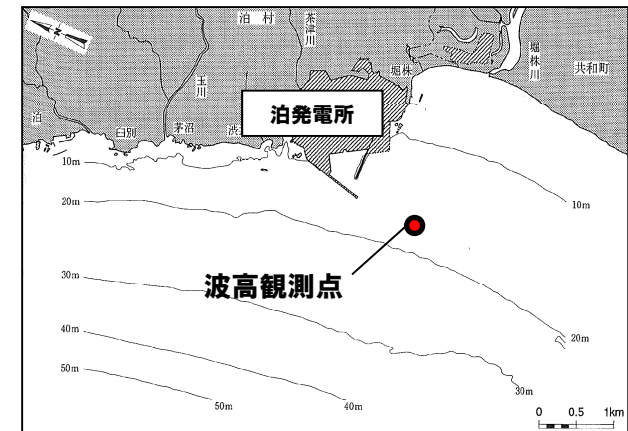 N
泊 村
茶津川
堀株川
共和町
堀株
玉川
泊発電所
泊
臼別
茅沼
渋
10m
20m
10m
30m
波高観測点
40m
20m
50m
30m
50m
40m
0 0.5 1km